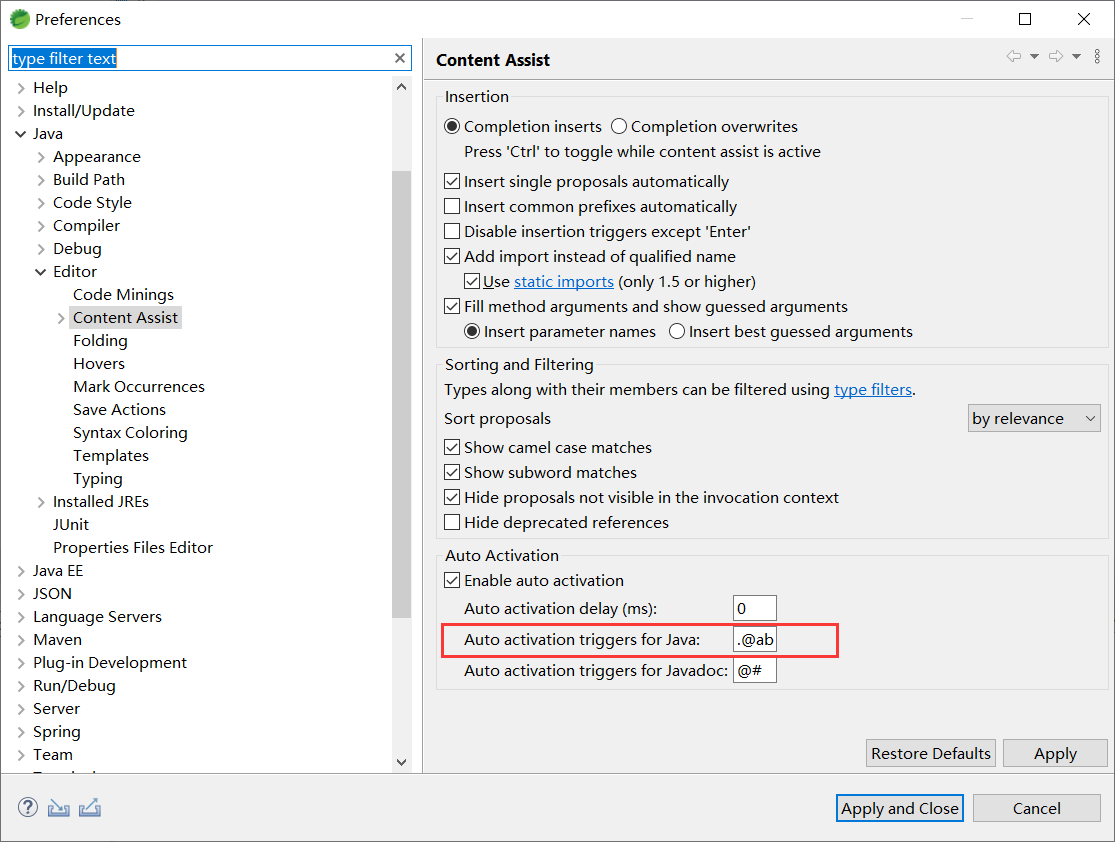 Preferences
type filter text
Help
Install/Update
Java
Appearance
Build Path
Code Style
Compiler
Debug
Editor
Code Minings
Content Assist
Folding
Hovers
Mark Occurrences
Save Actions
Syntax Coloring
Templates
Typing
Installed JREs
JUnit
Properties Files Editor
Java EE
JSON
Language Servers
Maven
Plug-in Development
Run/Debug
Server
Spring
Team
Content Assist
Insertion
Completion inserts Completion overwrites
Press 'Ctrl' to toggle while content assist is active
Insert single proposals automatically
Insert common prefixes automatically
Disable insertion triggers except 'Enter'
Add import instead of qualified name
Use static imports (only 1.5 or higher)
Fill method arguments and show guessed arguments
Insert parameter names Insert best guessed arguments
Sorting and Filtering
Types along with their members can be filtered using type filters.
Sort proposals by relevance
Show camel case matches
Show subword matches
Hide proposals not visible in the invocation context
Hide deprecated references
Auto Activation
Enable auto activation
Auto activation delay (ms): 0
Auto activation triggers for Java: .@ab
Auto activation triggers for Javadoc: @#
Restore Defaults Apply
Apply and Close Cancel